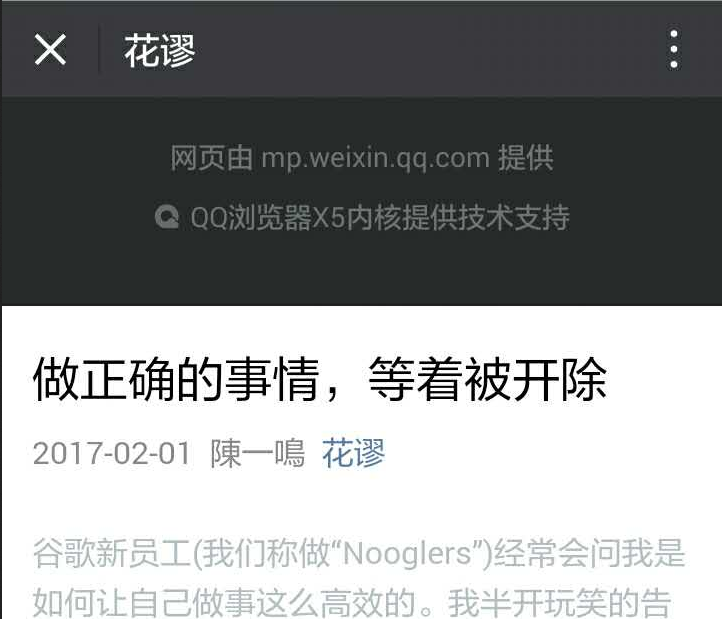 花谬
网页由 mp.weixin.qq.com 提供
QQ浏览器X5内核提供技术支持
做正确的事情，等着被开除
2017-02-01 陳一鳴 花谬
谷歌新员工(我们称做“Nooglers”)经常会问我是
如何让自己做事这么高效的。我半开玩笑的告